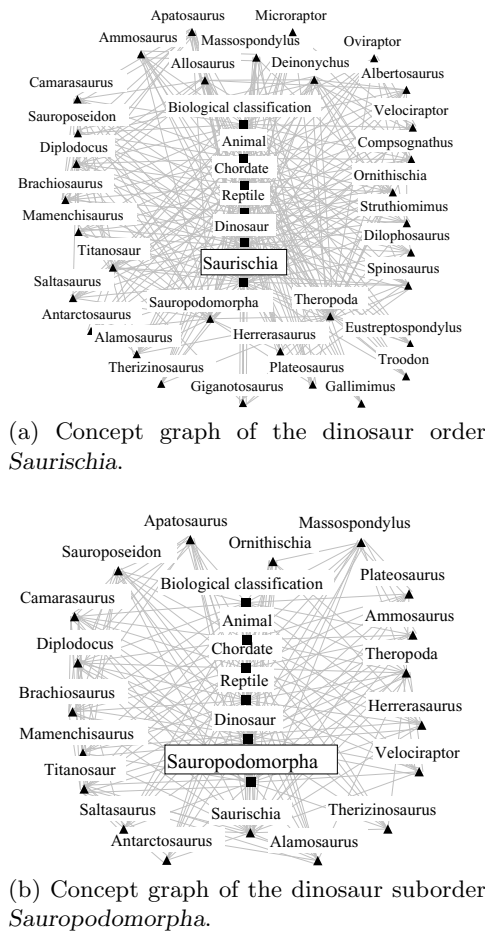 Apatosaurus Microraptor
Ammosaurus Massospondylus Oviraptor
Allosaurus Deinonychus
Albertosaurus
Camarasaurus
Biological classification Velociraptor
Sauroposeidon
Animal
Diplodocus Compsognathus
Chordate
Brachiosaurus Ornithischia
Reptile
Mamenchisaurus Struthiomimus
Dinosaur
Titanosaur Dilophosaurus
Saurischia
Saltasaurus Spinosaurus
Sauropodomorpha Theropoda
Antarctosaurus
Alamosaurus Herrerasaurus Eustreptospondylus
Therizinosaurus Plateosaurus Troodon
Giganotosaurus Gallimimus
(a) Concept graph of the dinosaur order
Saurischia.
Apatosaurus Massospondylus
Sauroposeidon Ornithischia
Biological classification Plateosaurus
Camarasaurus
Animal Ammosaurus
Diplodocus Chordate Theropoda
Reptile
Brachiosaurus Herrerasaurus
Dinosaur
Mamenchisaurus
Sauropodomorpha Velociraptor
Titanosaur
Saltasaurus Saurischia Therizinosaurus
Antarctosaurus Alamosaurus
(b) Concept graph of the dinosaur suborder
Sauropodomorpha.